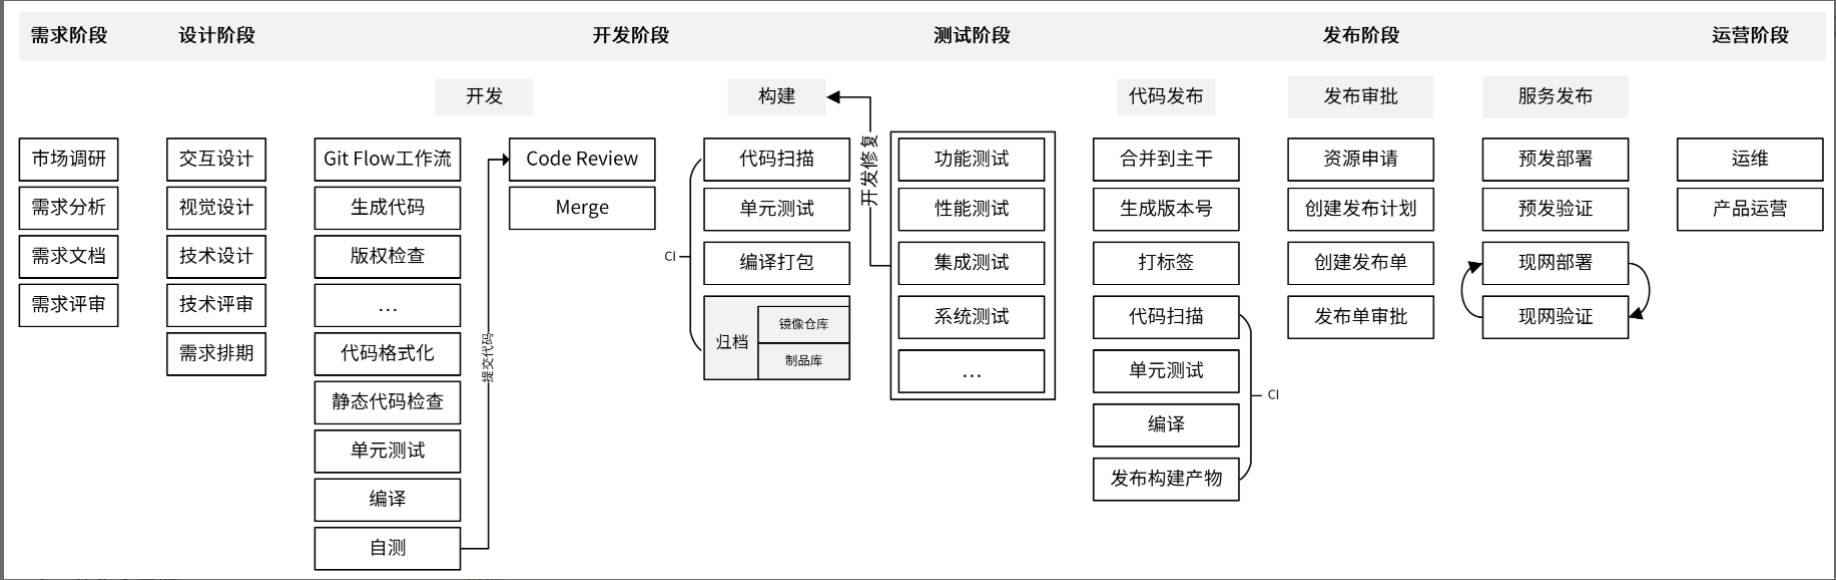 需求阶段
设计阶段
开发阶段
测试阶段
发布阶段
运营阶段
开发
构建
代码发布
发布审批
服务发布
市场调研
需求分析
需求文档
需求评审
交互设计
视觉设计
技术设计
技术评审
需求排期
Git Flow工作流
生成代码
版权检查
...
代码格式化
静态代码检查
单元测试
编译
自测
提交代码
Code Review
Merge
CI
代码扫描
单元测试
编译打包
归档
镜像仓库
制品库
开发修复
功能测试
性能测试
集成测试
系统测试
...
合并到主干
生成版本号
打标签
代码扫描
单元测试
编译
发布构建产物
CI
资源申请
创建发布计划
创建发布单
发布单审批
预发部署
预发验证
现网部署
现网验证
运维
产品运营